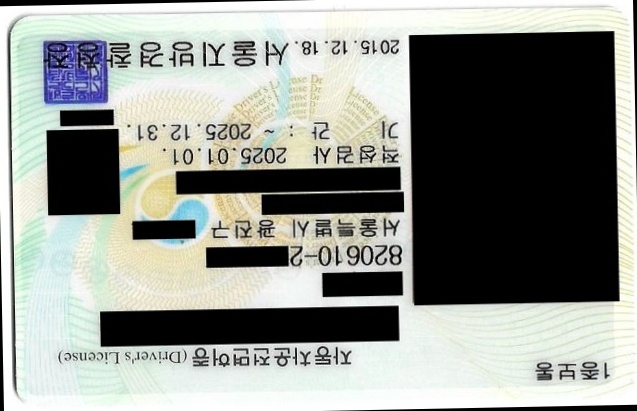 1종보통
자동차운전면허증 (Driver's License)
820610-2
서울특별시 광진구
적성검사 2025.01.01.
기 간 : ~ 2025.12.31.
2015.12.18. 서울지방경찰청장